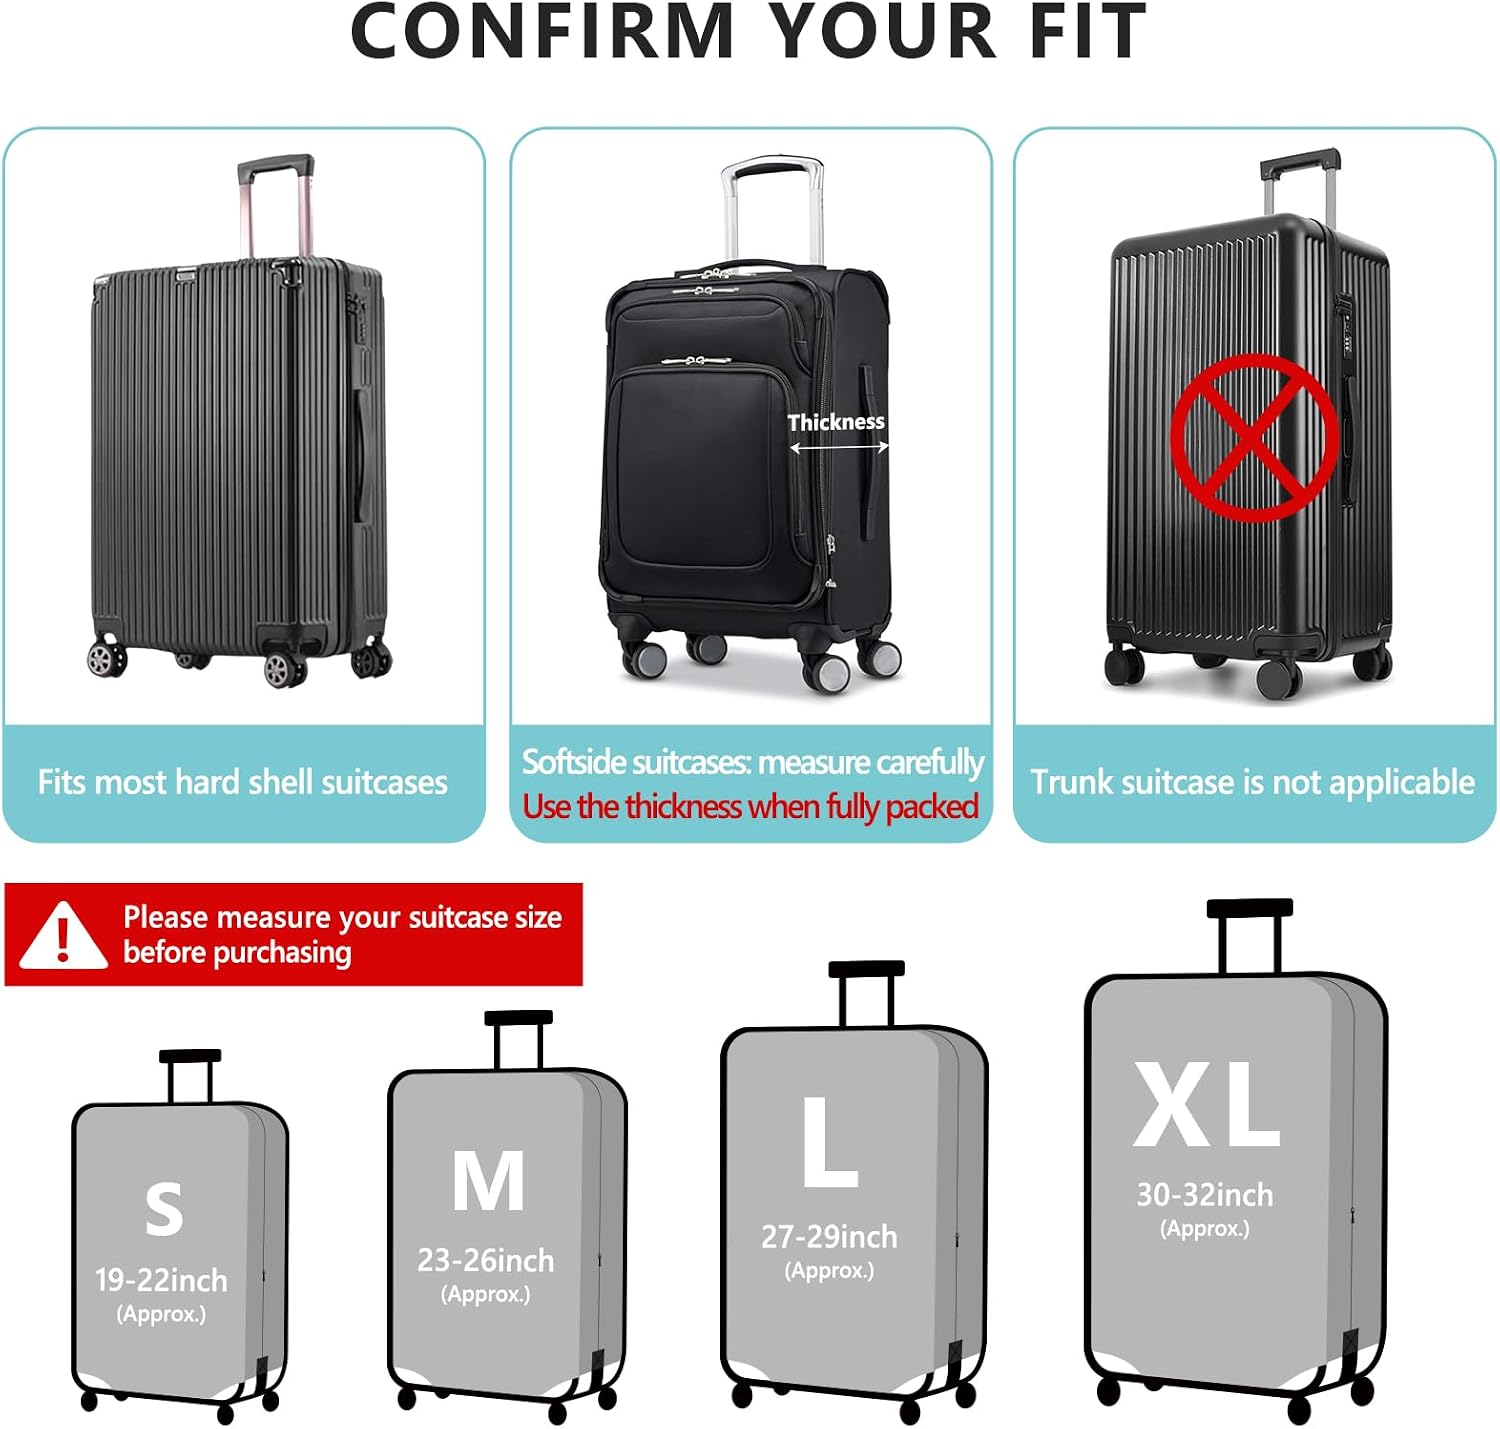 CONFIRM YOUR FIT
Thickness
Fits most hard shell suitcases
Softside suitcases: measure carefully
Use the thickness when fully packed
Trunk suitcase is not applicable
! Please measure your suitcase size
before purchasing
S
19-22inch
(Approx.)
M
23-26inch
(Approx.)
L
27-29inch
(Approx.)
XL
30-32inch
(Approx.)